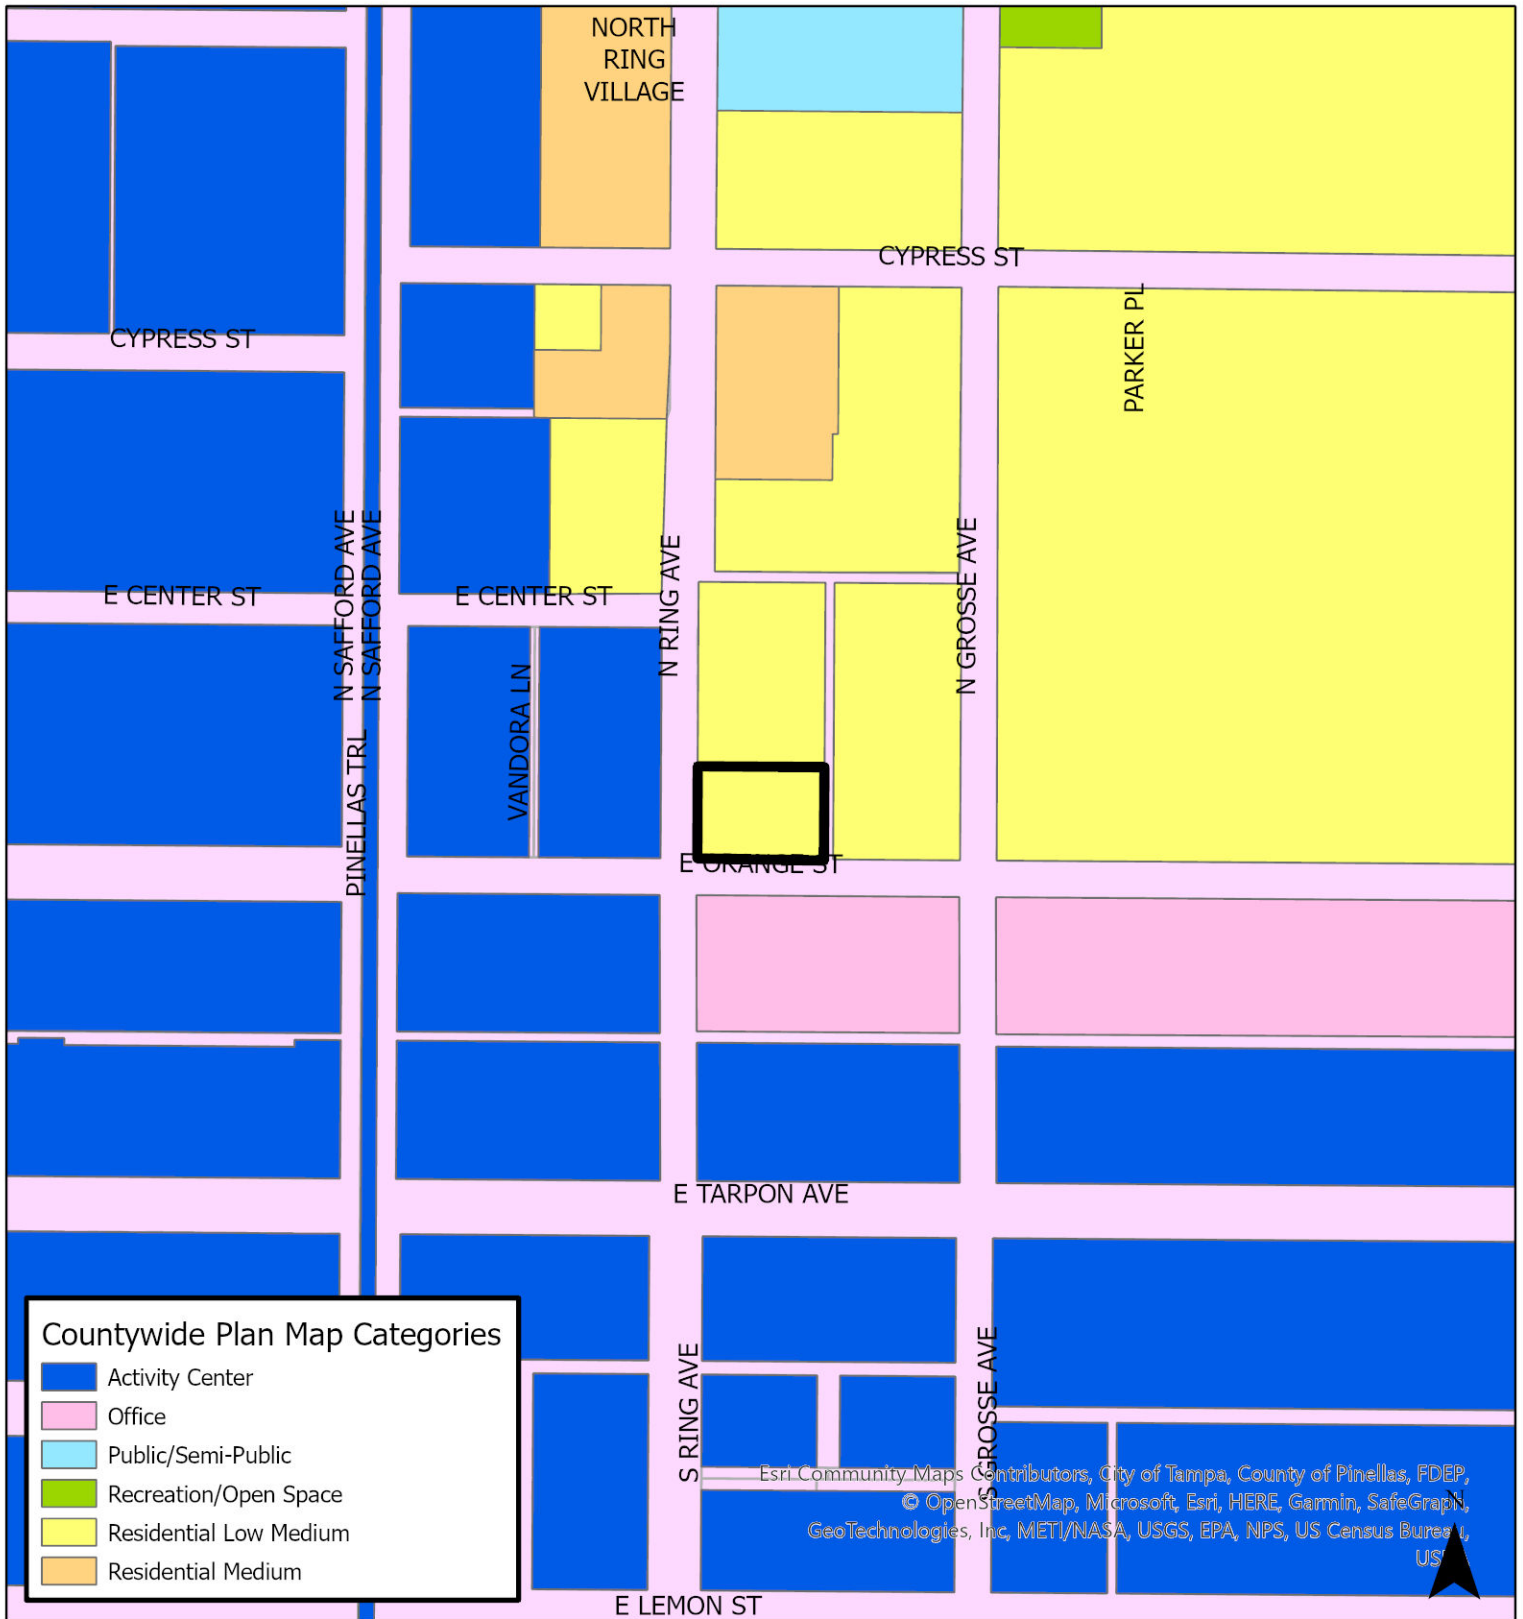 NORTH
RING
VILLAGE
CYPRESS ST
PARKER PL
CYPRESS ST
N SAFFORD AVE
N SAFFORD AVE
N RING AVE
N GROSSE AVE
E CENTER ST
E CENTER ST
VANDORA LN
PINELLAS TRL
E ORANGE ST
E TARPON AVE
S RING AVE
S GROSSE AVE
Countywide Plan Map Categories
Activity Center
Office
Public/Semi-Public
Recreation/Open Space
Residential Low Medium
Residential Medium
Esri Community Maps Contributors, City of Tampa, County of Pinellas, FDEP,
© OpenStreetMap, Microsoft, Esri, HERE, Garmin, SafeGraph,
GeoTechnologies, Inc, METI/NASA, USGS, EPA, NPS, US Census Bureau,
N
E LEMON ST